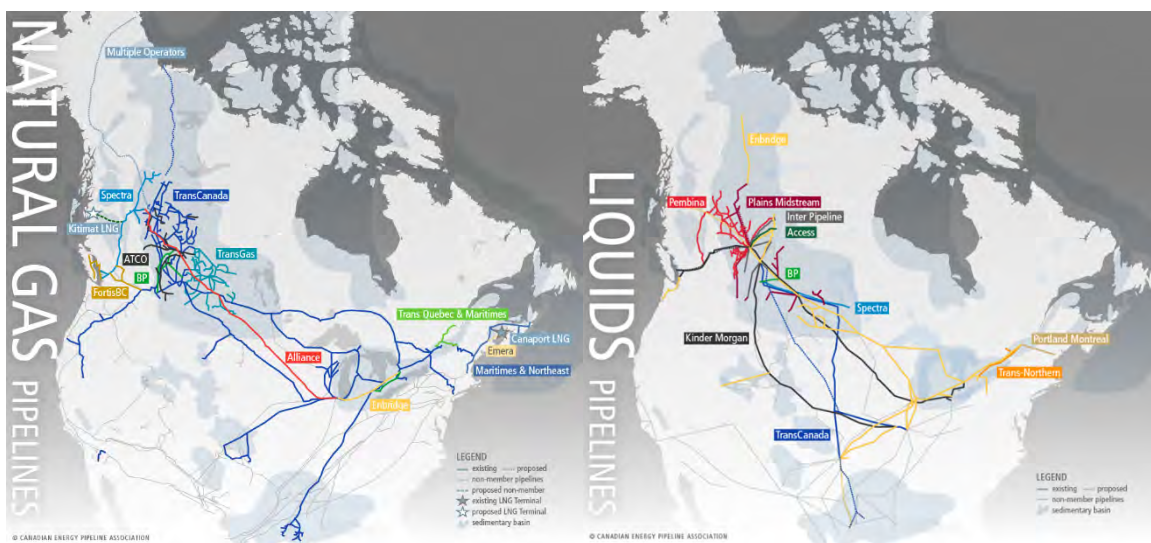 NATURAL GAS PIPELINES
Multiple Operators
Spectra
TransCanada
Kitimat LNG
ATCO
TransGas
BP
FortisBC
Trans Quebec & Maritimes
Canaport LNG
Emera
Alliance
Maritimes & Northeast
Enbridge
LEGEND
existing proposed
non-member pipelines
proposed non-member
existing LNG Terminal
proposed LNG Terminal
sedimentary basin
© CANADIAN ENERGY PIPELINE ASSOCIATION
LIQUIDS PIPELINES
Enbridge
Pembina
Plains Midstream
Inter Pipeline
Access
BP
Spectra
Kinder Morgan
Portland Montreal
Trans-Northern
TransCanada
LEGEND
existing proposed
non-member pipelines
sedimentary basin
© CANADIAN ENERGY PIPELINE ASSOCIATION